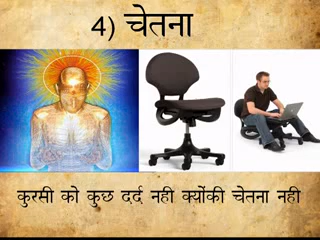 4) चेतना
कुरसी को कुछ दर्द नही क्योंकी चेतना नही